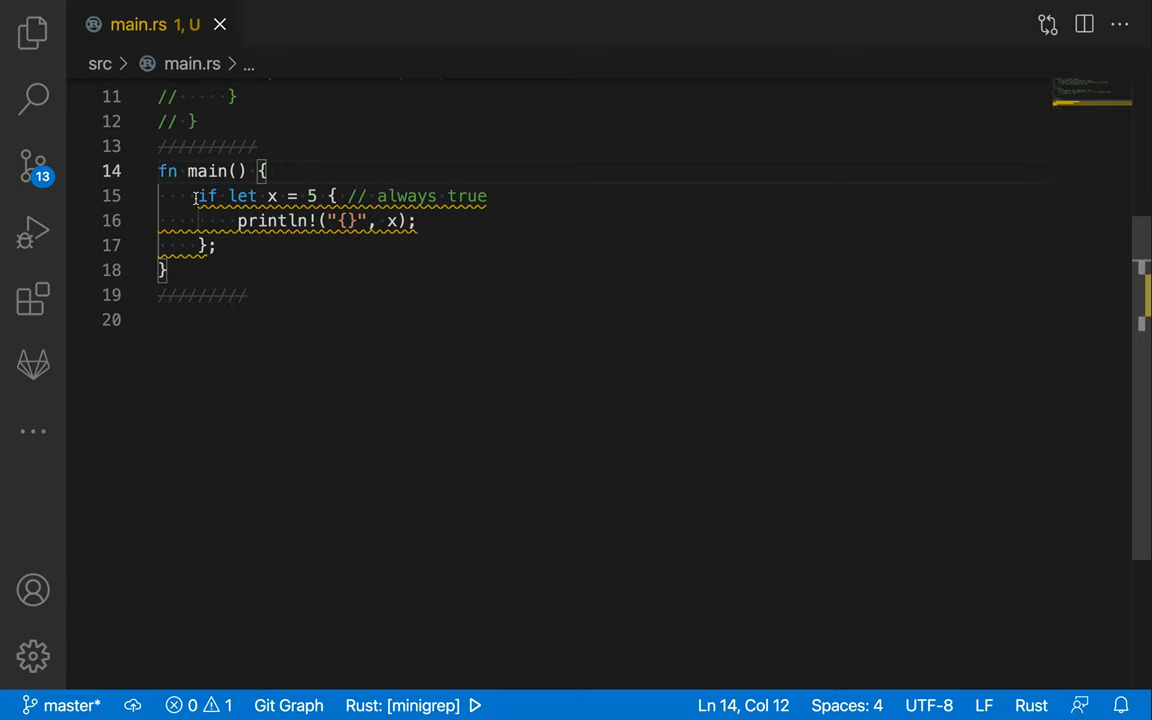 main.rs 1, U
src > main.rs > ...
11 // ····· }
12 // · }
13 //////////
14 fn main() {
15 ····if let x = 5 { // always true
16 ········println!("{}", x);
17 ····};
18 }
19 /////////
20
13
master* 0 1 Git Graph Rust: [minigrep] Ln 14, Col 12 Spaces: 4 UTF-8 LF Rust